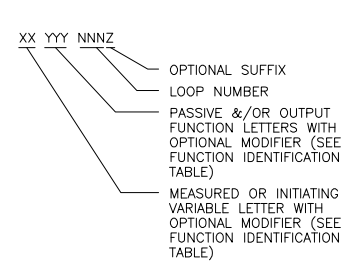 XX YYY NNNZ
OPTIONAL SUFFIX
LOOP NUMBER
PASSIVE &/OR OUTPUT
FUNCTION LETTERS WITH
OPTIONAL MODIFIER (SEE
FUNCTION IDENTIFICATION
TABLE)
MEASURED OR INITIATING
VARIABLE LETTER WITH
OPTIONAL MODIFIER (SEE
FUNCTION IDENTIFICATION
TABLE)